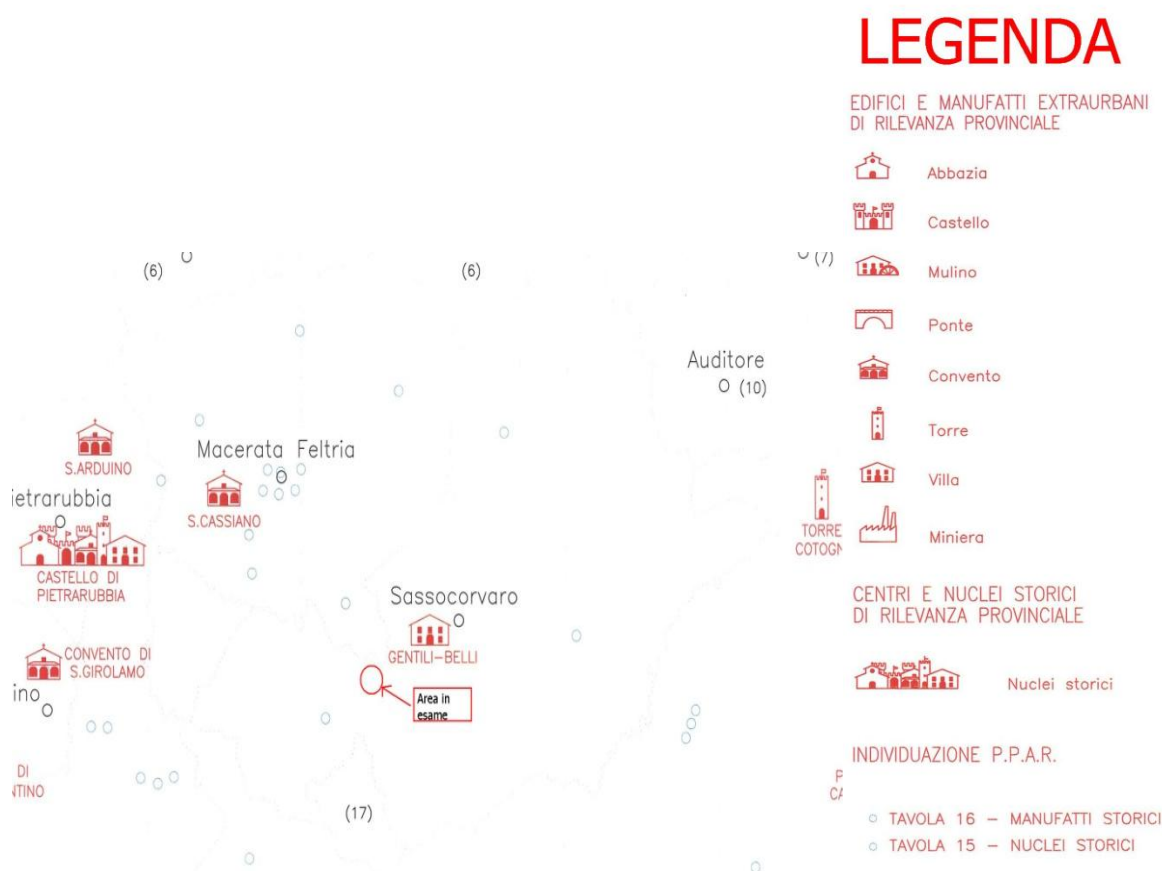 LEGENDA
EDIFICI E MANUFATTI EXTRAURBANI
DI RILEVANZA PROVINCIALE
Abbazia
Castello
Mulino
Ponte
Convento
Torre
Villa
Miniera
CENTRI E NUCLEI STORICI
DI RILEVANZA PROVINCIALE
Nuclei storici
INDIVIDUAZIONE P.P.A.R.
TAVOLA 16 – MANUFATTI STORICI
TAVOLA 15 – NUCLEI STORICI
(6)
(6)
(7)
Auditore
(10)
S.ARDUINO
Macerata Feltria
S.CASSIANO
ietrarubbia
CASTELLO DI
PIETRARUBBIA
TORRE
COTOGN
Sassocorvaro
GENTILI-BELLI
CONVENTO DI
S.GIROLAMO
ino
Area in
esame
DI
NTINO
(17)
P
CA